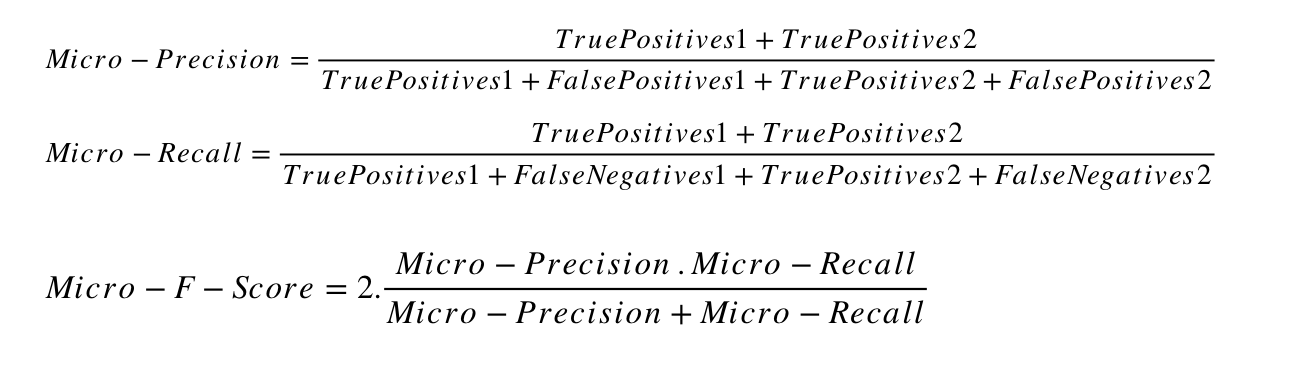 Micro − Precision = TruePositives1 + TruePositives2 / TruePositives1 + FalsePositives1 + TruePositives2 + FalsePositives2
Micro − Recall = TruePositives1 + TruePositives2 / TruePositives1 + FalseNegatives1 + TruePositives2 + FalseNegatives2
Micro − F − Score = 2. Micro − Precision . Micro − Recall / Micro − Precision + Micro − Recall